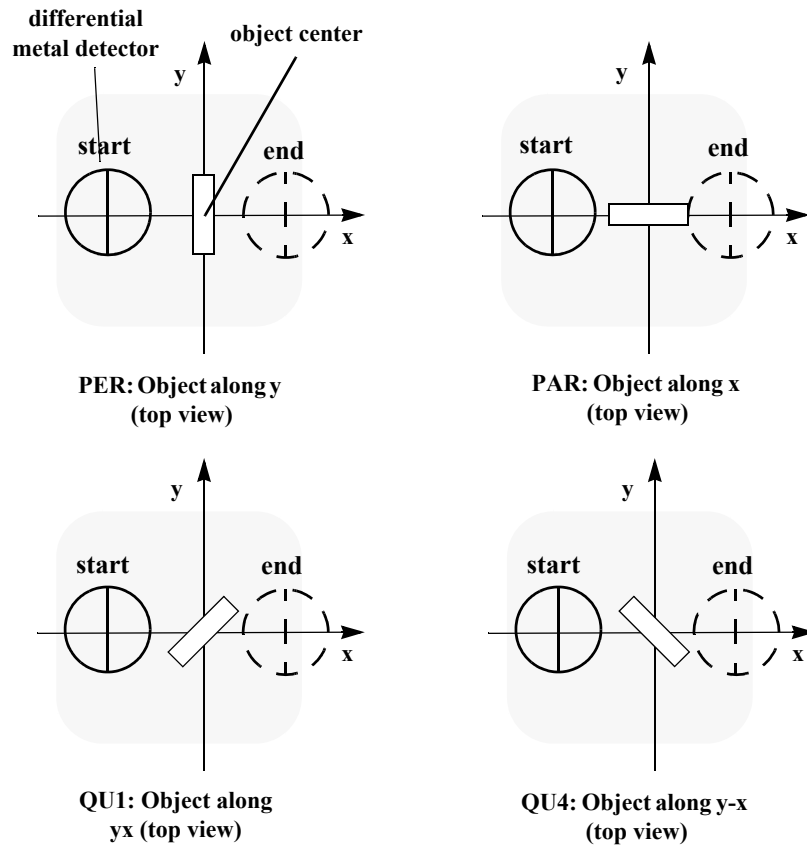 differential
metal detector
object center
y
start
end
x
PER: Object along y
(top view)
y
start
end
x
PAR: Object along x
(top view)
y
start
end
x
QU1: Object along
yx (top view)
y
start
end
x
QU4: Object along y-x
(top view)